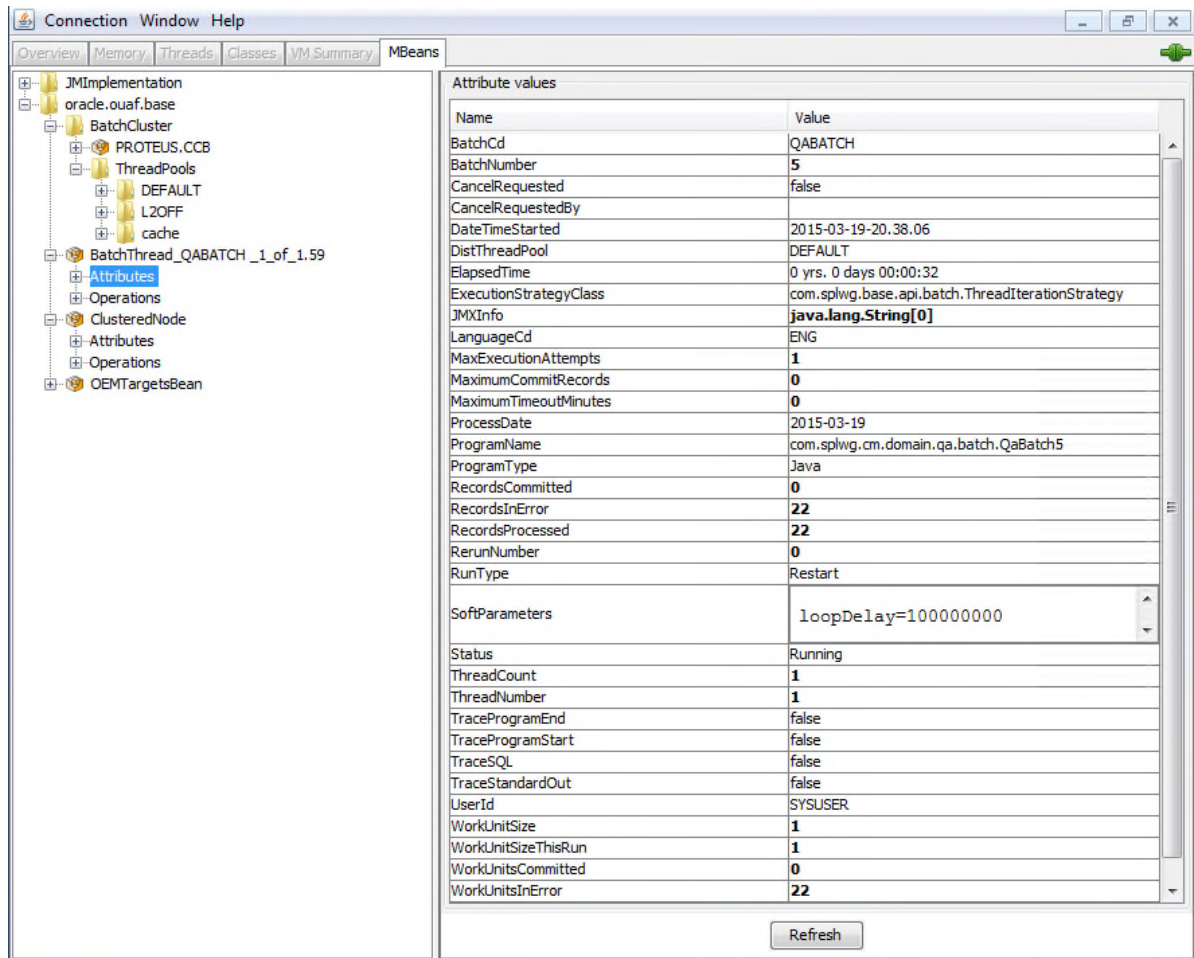 Connection Window Help
Overview Memory Threads Classes VM Summary MBeans
JMImplementation
oracle.ouaf.base
BatchCluster
PROTEUS.CCB
ThreadPools
DEFAULT
L2OFF
cache
BatchThread_QABATCH _1_of_1.59
Attributes
Operations
ClusteredNode
Attributes
Operations
OEMTargetsBean
Attribute values
Name Value
BatchCd QABATCH
BatchNumber 5
CancelRequested false
CancelRequestedBy
DateTimeStarted 2015-03-19-20.38.06
DistThreadPool DEFAULT
ElapsedTime 0 yrs. 0 days 00:00:32
ExecutionStrategyClass com.splwg.base.api.batch.ThreadIterationStrategy
JMXInfo java.lang.String[0]
LanguageCd ENG
MaxExecutionAttempts 1
MaximumCommitRecords 0
MaximumTimeoutMinutes 0
ProcessDate 2015-03-19
ProgramName com.splwg.cm.domain.qa.batch.QaBatch5
ProgramType Java
RecordsCommitted 0
RecordsInError 22
RecordsProcessed 22
RerunNumber 0
RunType Restart
SoftParameters loopDelay=100000000
Status Running
ThreadCount 1
ThreadNumber 1
TraceProgramEnd false
TraceProgramStart false
TraceSQL false
TraceStandardOut false
UserId SYSUSER
WorkUnitSize 1
WorkUnitSizeThisRun 1
WorkUnitsCommitted 0
WorkUnitsInError 22
Refresh